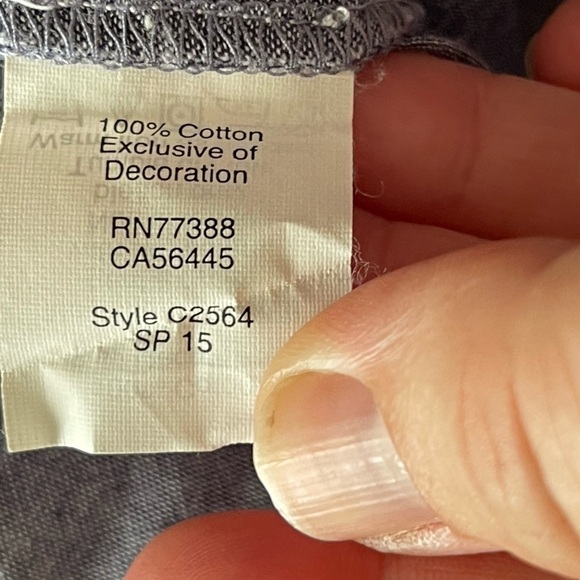 100% Cotton
Exclusive of
Decoration
RN77388
CA56445
Style C2564
SP 15